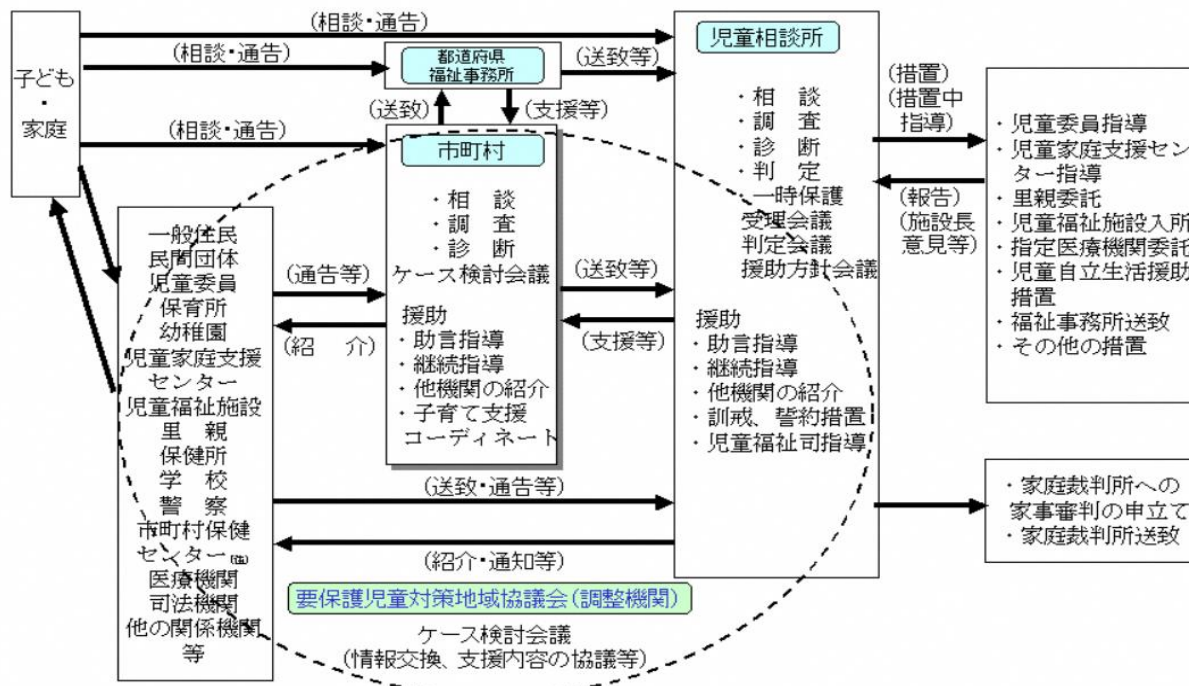 (相談・通告)
(相談・通告)
都道府県
福祉事務所
(送致等)
(送致)
(支援等)
(相談・通告)
子ども
・
家庭
市町村
・相　談
・調　査
・診　断
ケース検討会議
援助
・助言指導
・継続指導
・他機関の紹介
・子育て支援
コーディネート
児童相談所
・相　談
・調　査
・診　断
・判　定
一時保護
受理会議
判定会議
援助方針会議
援助
・助言指導
・継続指導
・他機関の紹介
・訓戒、誓約措置
・児童福祉司指導
(措置)
(措置中
指導)
(報告)
(施設長
意見等)
・児童委員指導
・児童家庭支援セン
ター指導
・里親委託
・児童福祉施設入所
・指定医療機関委託
・児童自立生活援助
措置
・福祉事務所送致
・その他の措置
一般住民
民間団体
児童委員
保育所
幼稚園
児童家庭支援
センター
児童福祉施設
里　親
保健所
学　校
警　察
市町村保健
センター
医療機関
司法機関
他の関係機関
等
(通告等)
(紹　介)
(送致等)
(支援等)
(送致・通告等)
(紹介・通知等)
・家庭裁判所への
家事審判の申立て
・家庭裁判所送致
要保護児童対策地域協議会(調整機関)
ケース検討会議
(情報交換、支援内容の協議等)